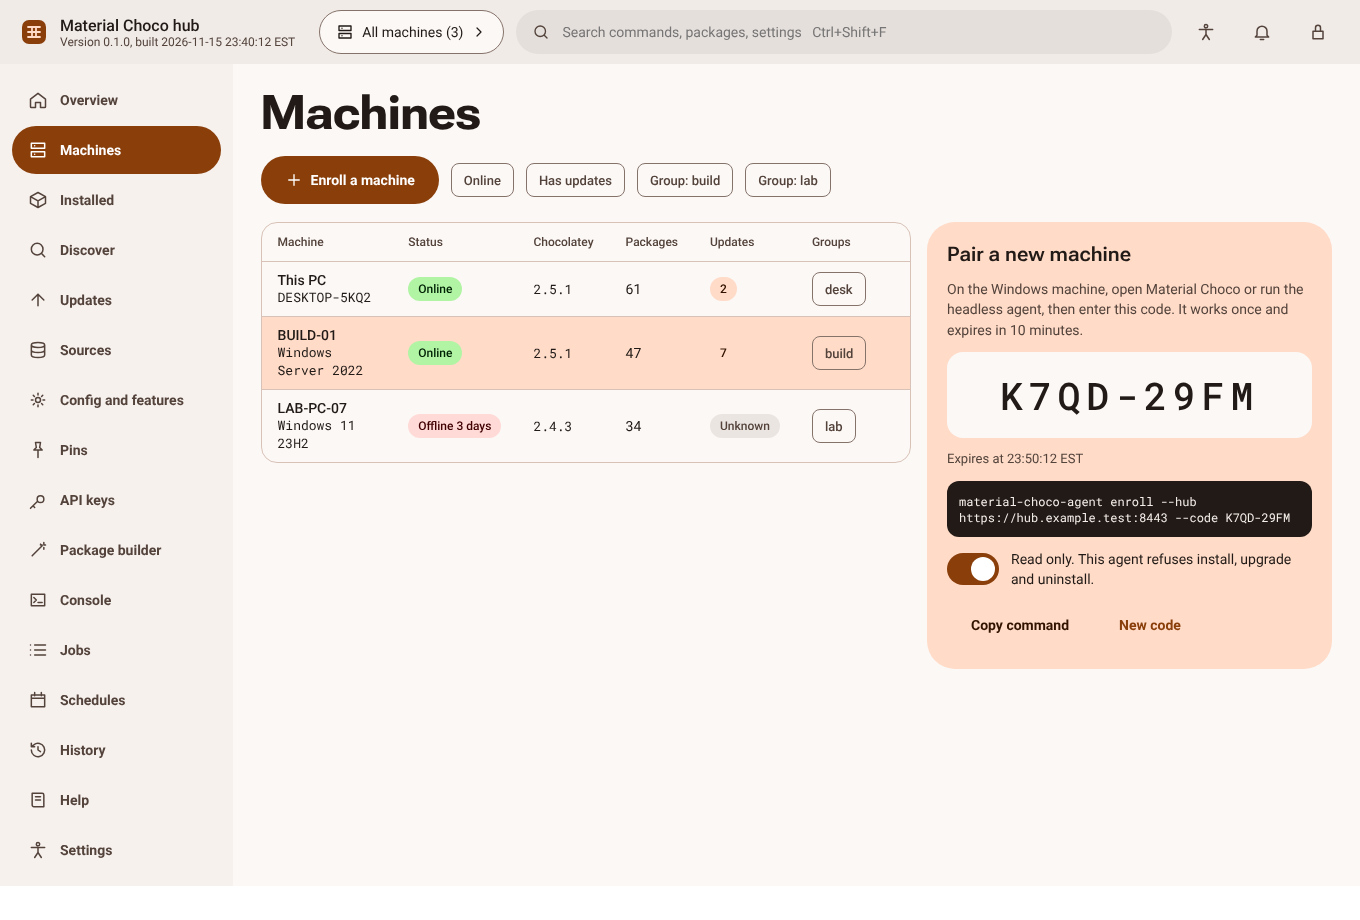 Material Choco hub
Version 0.1.0, built 2026-11-15 23:40:12 EST
All machines (3)
Search commands, packages, settings Ctrl+Shift+F
Overview
Machines
Installed
Discover
Updates
Sources
Config and features
Pins
API keys
Package builder
Console
Jobs
Schedules
History
Help
Settings
Machines
Enroll a machine
Online
Has updates
Group: build
Group: lab
Machine Status Chocolatey Packages Updates Groups
This PC
DESKTOP-5KQ2
Online 2.5.1 61 2 desk
BUILD-01
Windows
Server 2022
Online 2.5.1 47 7 build
LAB-PC-07
Windows 11
23H2
Offline 3 days 2.4.3 34 Unknown lab
Pair a new machine
On the Windows machine, open Material Choco or run the
headless agent, then enter this code. It works once and
expires in 10 minutes.
K7QD-29FM
Expires at 23:50:12 EST
material-choco-agent enroll --hub
https://hub.example.test:8443 --code K7QD-29FM
Read only. This agent refuses install, upgrade
and uninstall.
Copy command
New code